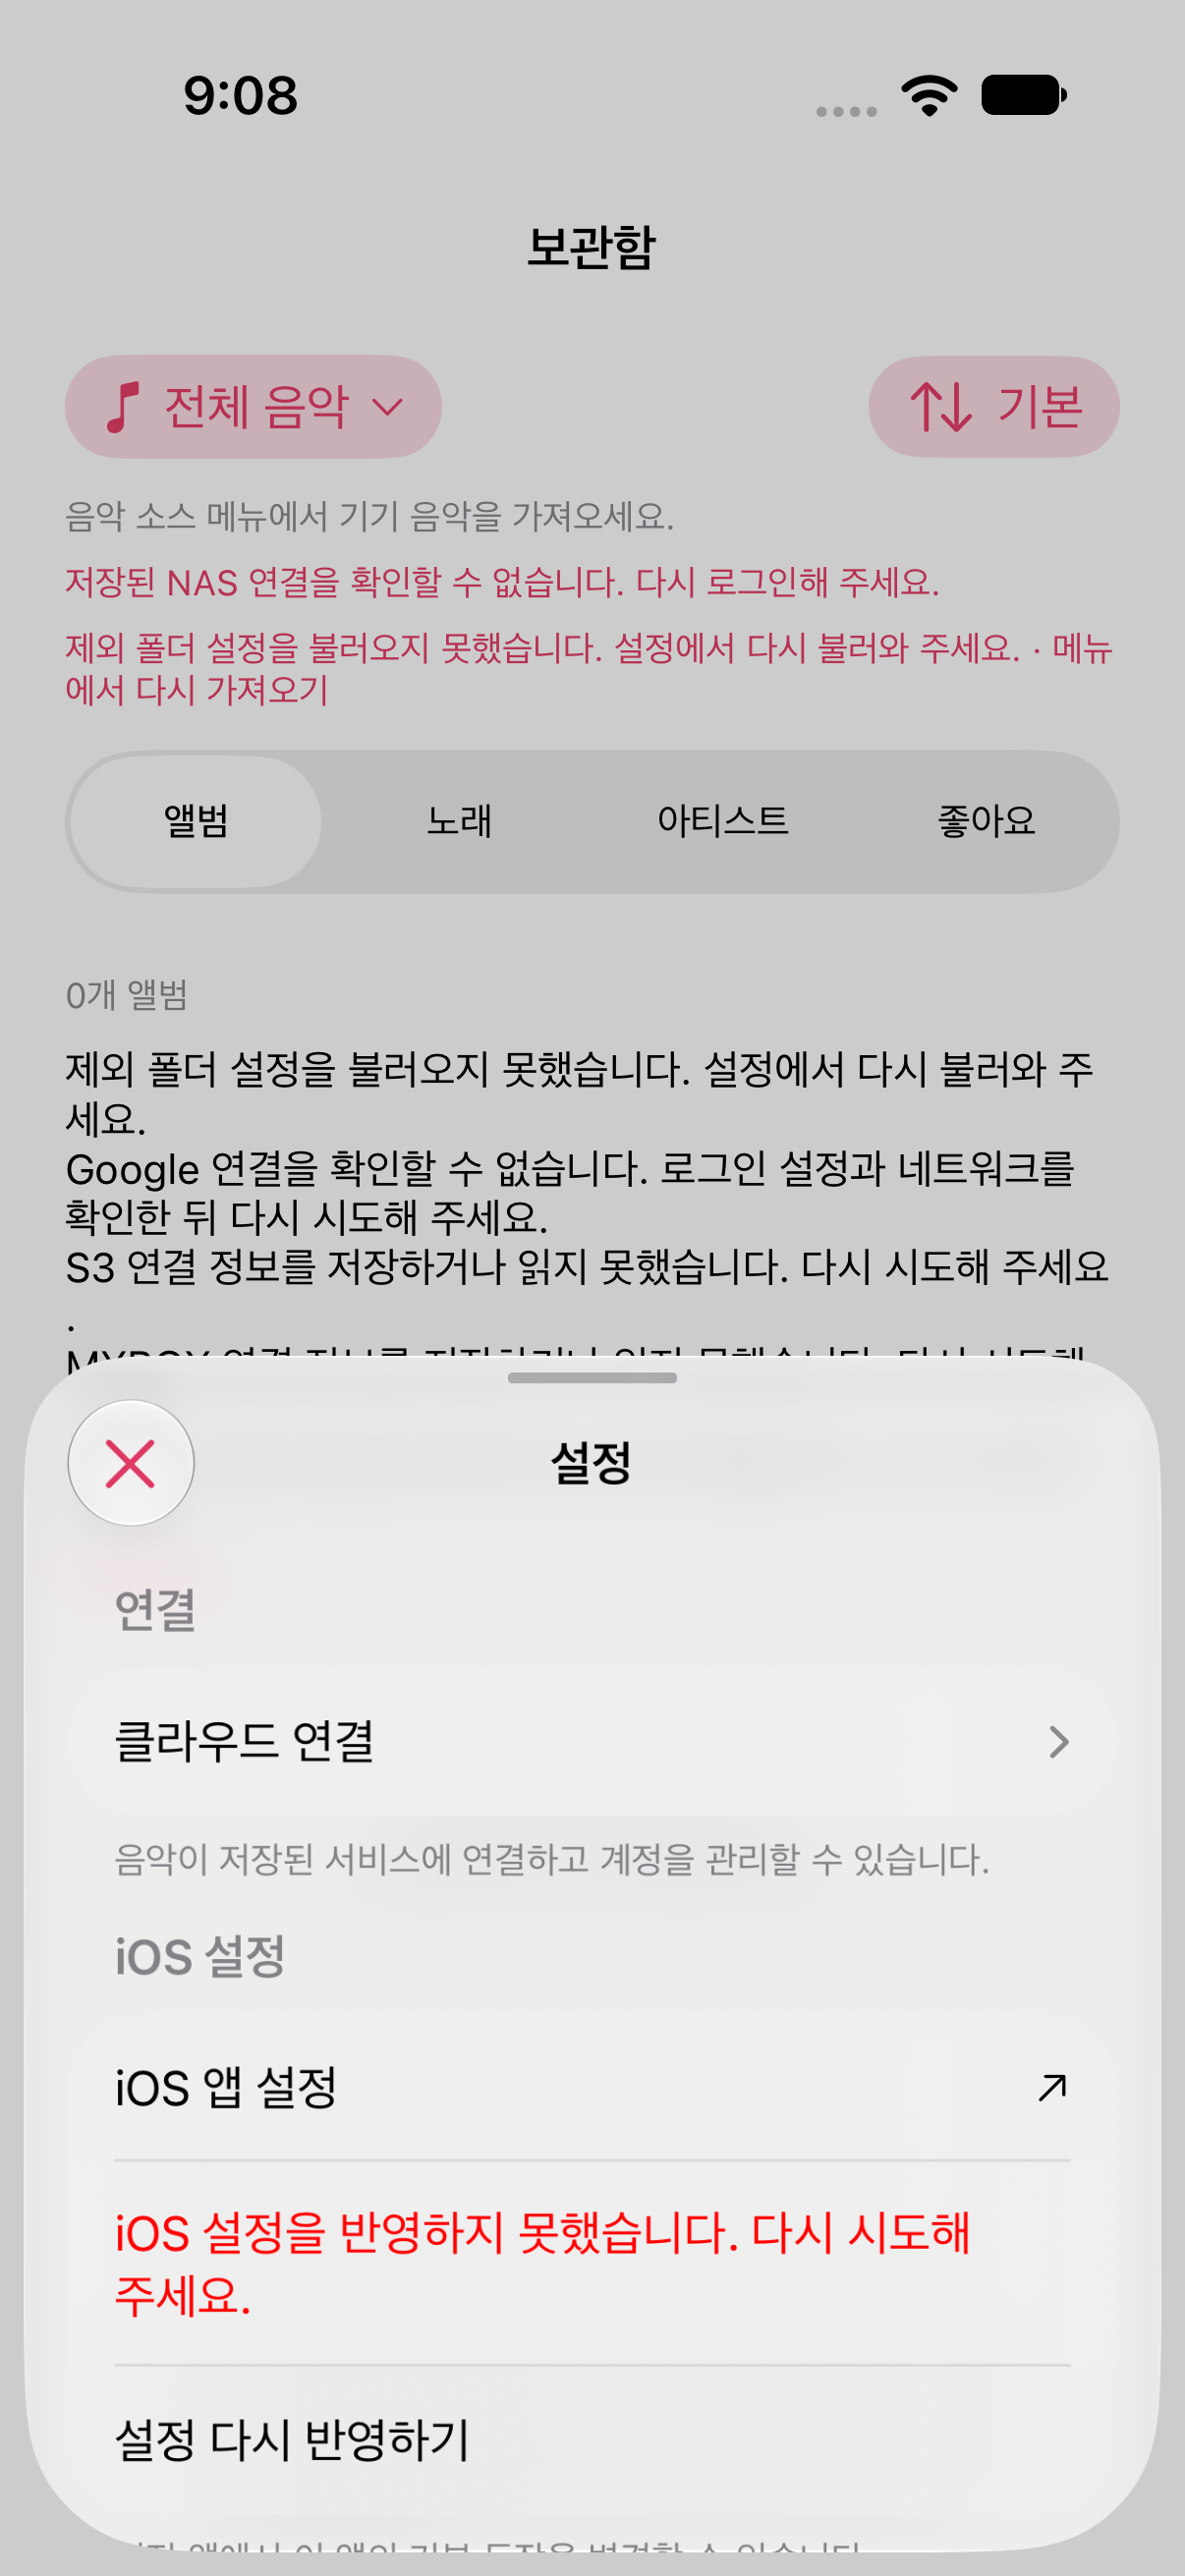 9:08
보관함
전체 음악
기본
음악 소스 메뉴에서 기기 음악을 가져오세요.
저장된 NAS 연결을 확인할 수 없습니다. 다시 로그인해 주세요.
제외 폴더 설정을 불러오지 못했습니다. 설정에서 다시 불러와 주세요. · 메뉴
에서 다시 가져오기
앨범
노래
아티스트
좋아요
0개 앨범
제외 폴더 설정을 불러오지 못했습니다. 설정에서 다시 불러와 주
세요.
Google 연결을 확인할 수 없습니다. 로그인 설정과 네트워크를
확인한 뒤 다시 시도해 주세요.
S3 연결 정보를 저장하거나 읽지 못했습니다. 다시 시도해 주세요
.
설정
연결
클라우드 연결
음악이 저장된 서비스에 연결하고 계정을 관리할 수 있습니다.
iOS 설정
iOS 앱 설정
iOS 설정을 반영하지 못했습니다. 다시 시도해
주세요.
설정 다시 반영하기